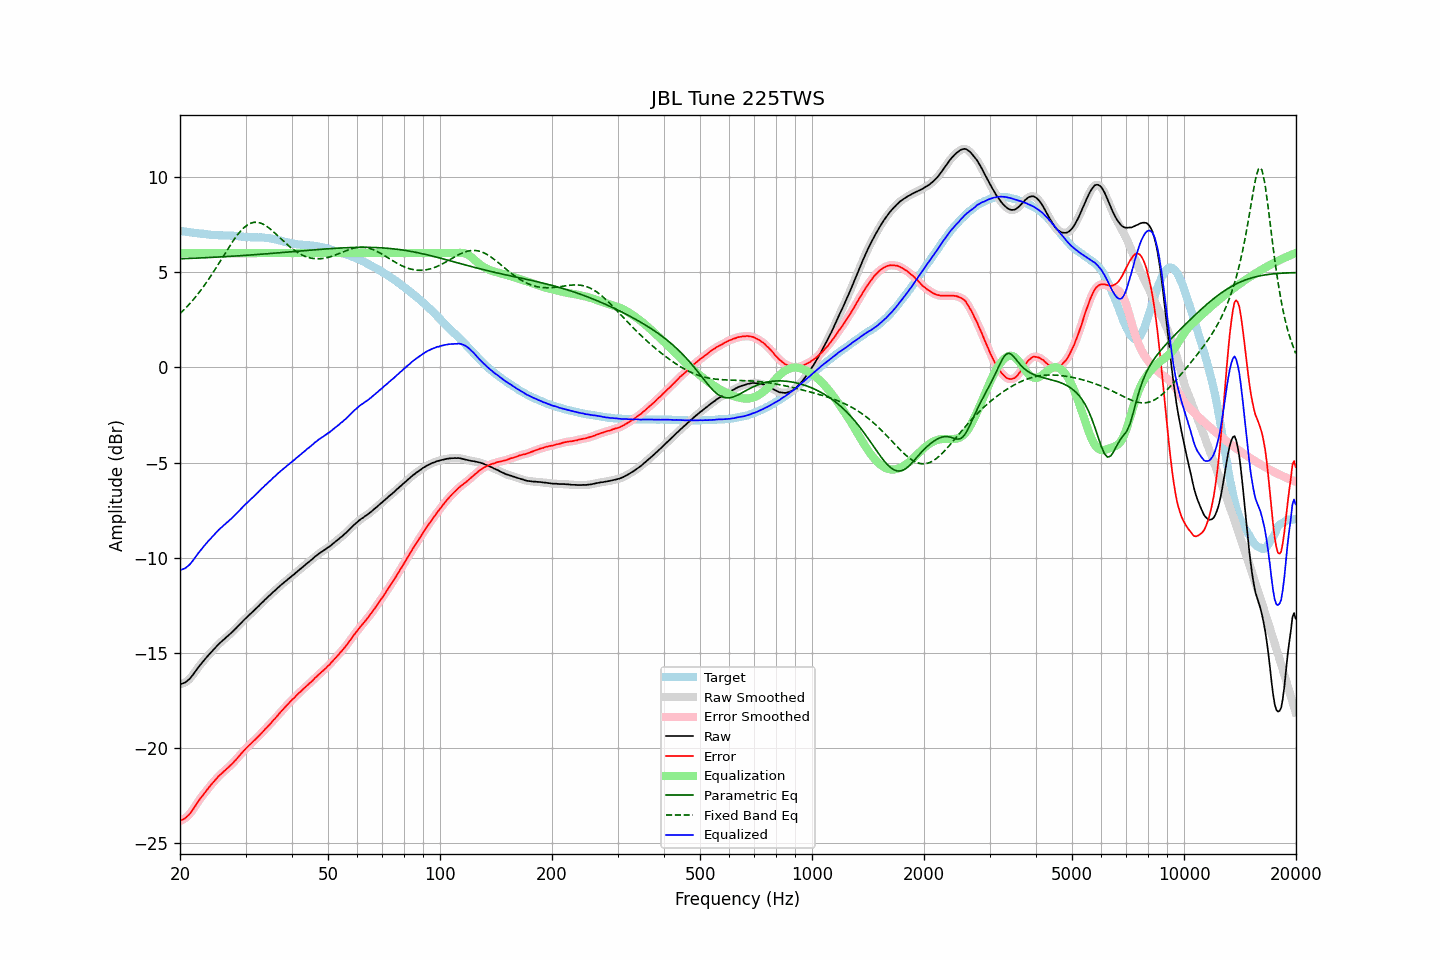 JBL Tune 225TWS
Amplitude (dBr)
10
5
0
−5
−10
−15
−20
−25
Target
Raw Smoothed
Error Smoothed
Raw
Error
Equalization
Parametric Eq
Fixed Band Eq
Equalized
20
50
100
200
500
1000
2000
5000
10000
20000
Frequency (Hz)